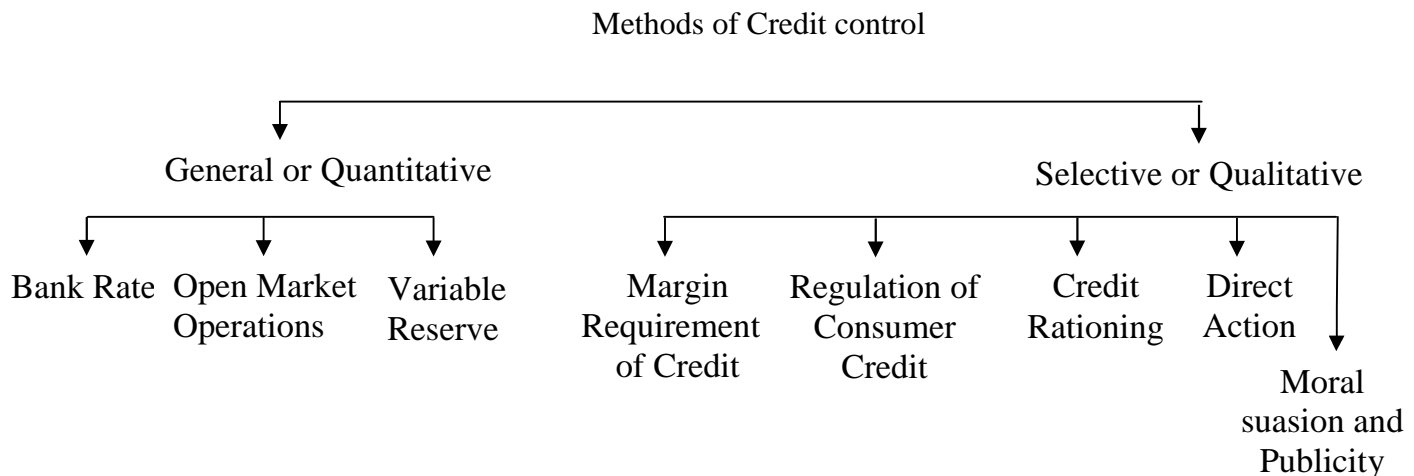 Methods of Credit control
General or Quantitative
Selective or Qualitative
Bank Rate
Open Market
Operations
Variable
Reserve
Margin
Requirement
of Credit
Regulation of
Consumer
Credit
Credit
Rationing
Direct
Action
Moral
suasion and
Publicity